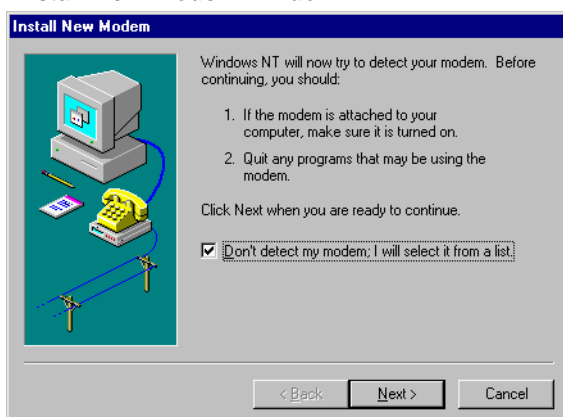 Install New Modem
Windows NT will now try to detect your modem. Before
continuing, you should:
1. If the modem is attached to your
computer, make sure it is turned on.
2. Quit any programs that may be using the
modem.
Click Next when you are ready to continue.
Don't detect my modem; I will select it from a list.
< Back
Next >
Cancel